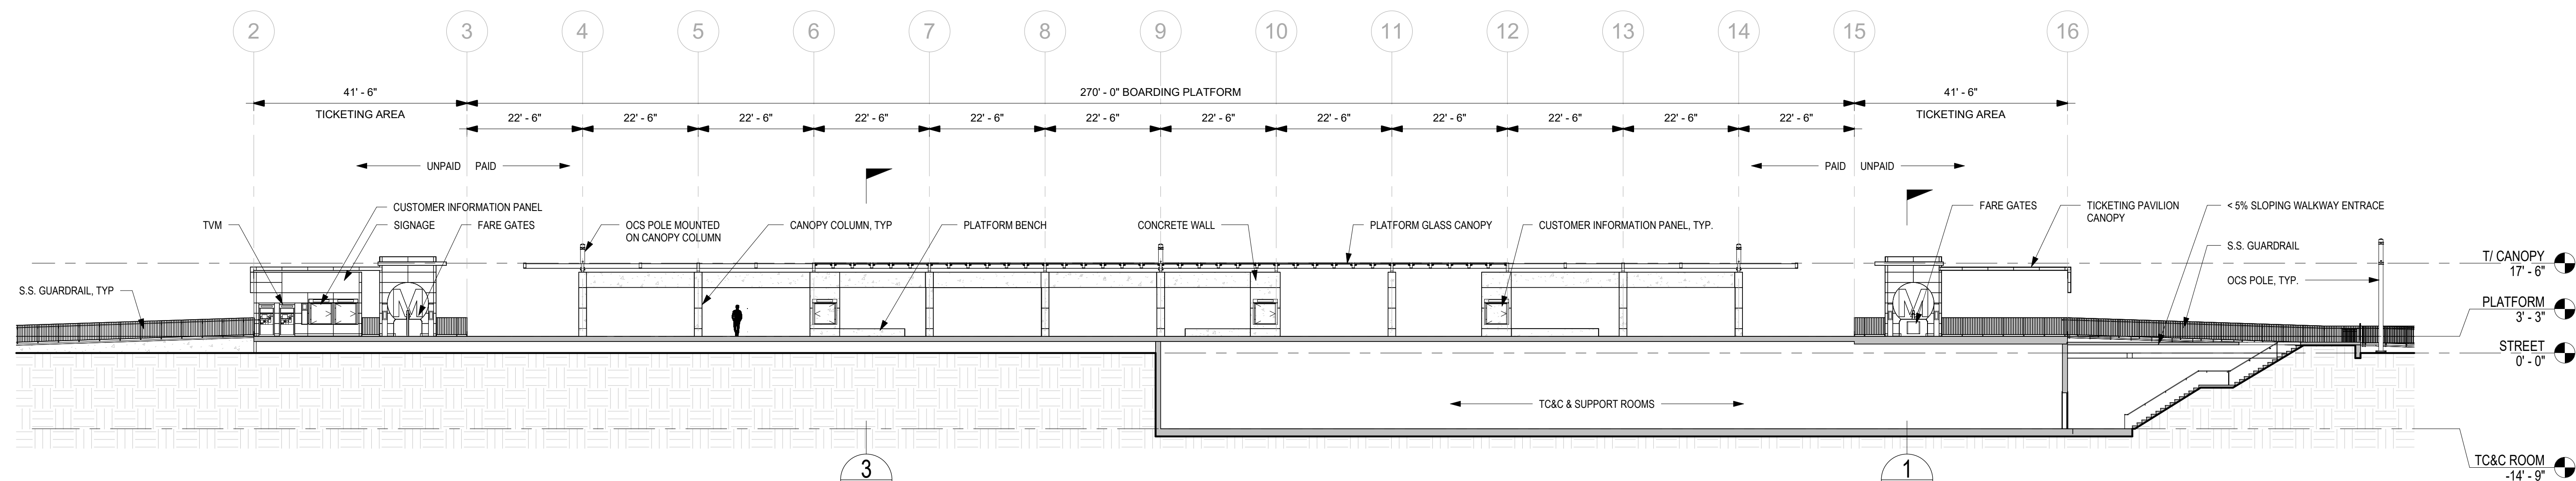 2 3 4 5 6 7 8 9 10 11 12 13 14 15 16
41' - 6" 270' - 0" BOARDING PLATFORM 41' - 6"
TICKETING AREA TICKETING AREA
22' - 6" 22' - 6" 22' - 6" 22' - 6" 22' - 6" 22' - 6" 22' - 6" 22' - 6" 22' - 6" 22' - 6" 22' - 6" 22' - 6"
UNPAID PAID PAID UNPAID
CUSTOMER INFORMATION PANEL
TVM
SIGNAGE
FARE GATES
OCS POLE MOUNTED
ON CANOPY COLUMN
CANOPY COLUMN, TYP
PLATFORM BENCH
CONCRETE WALL
PLATFORM GLASS CANOPY
CUSTOMER INFORMATION PANEL, TYP.
FARE GATES
TICKETING PAVILION
CANOPY
< 5% SLOPING WALKWAY ENTRACE
S.S. GUARDRAIL
OCS POLE, TYP.
S.S. GUARDRAIL, TYP
M
M
T/ CANOPY
17' - 6"
PLATFORM
3' - 3"
STREET
0' - 0"
TC&C & SUPPORT ROOMS
TC&C ROOM
-14' - 9"
3
1